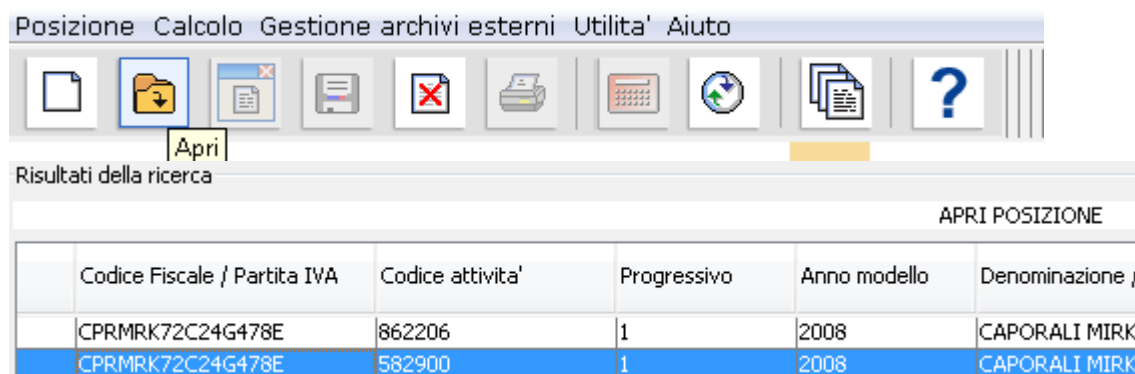 Posizione Calcolo Gestione archivi esterni Utilita' Aiuto
?
Apri
Risultati della ricerca
APRI POSIZIONE
Codice Fiscale / Partita IVA Codice attivita' Progressivo Anno modello Denominazione /
CPRMRK72C24G478E 862206 1 2008 CAPORALI MIRK
CPRMRK72C24G478E 582900 1 2008 CAPORALI MIRK